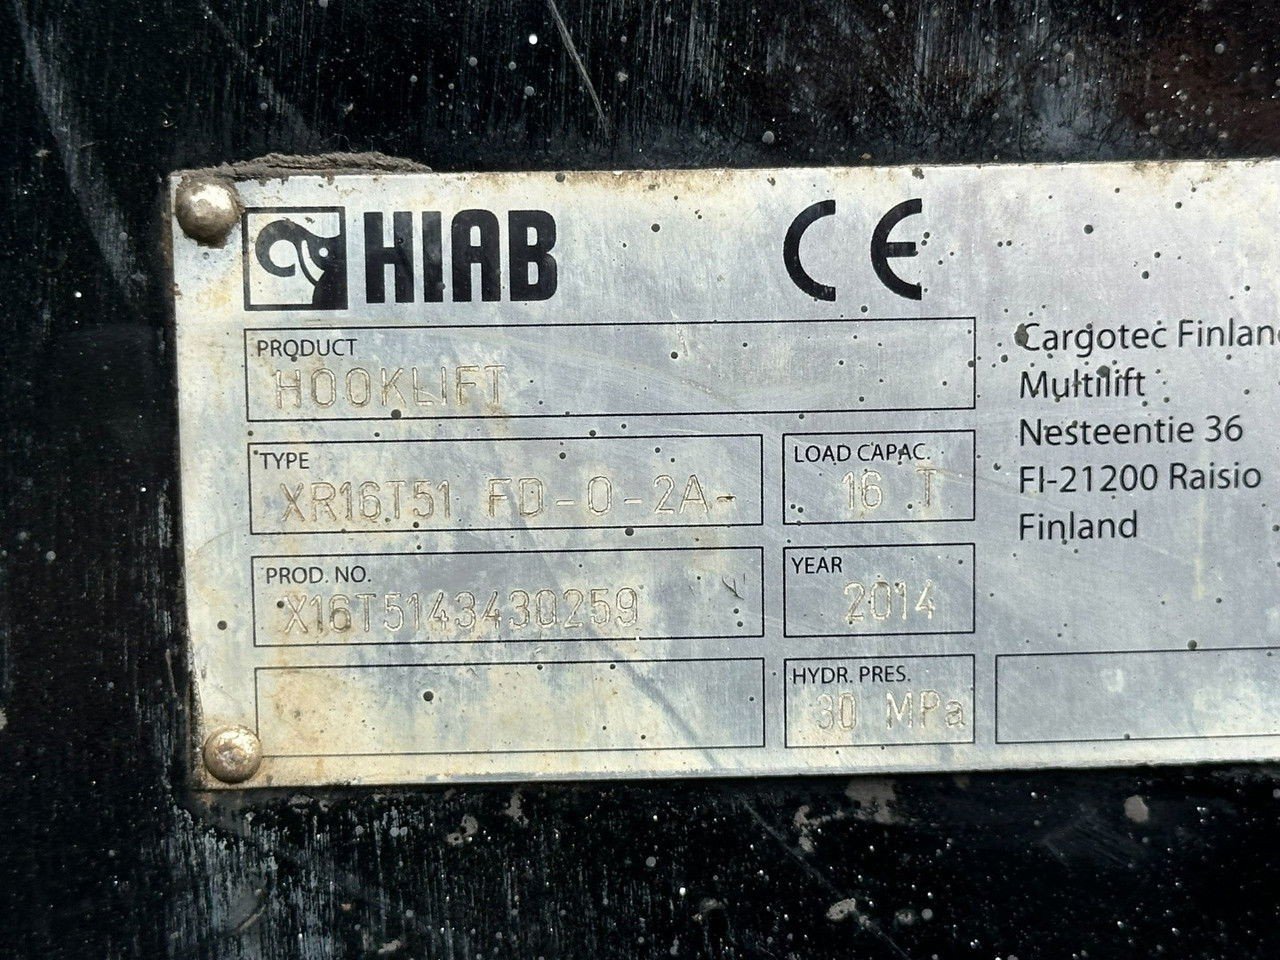 HIAB CE
PRODUCT
HOOKLIFT
TYPE
XR16T51 FD-0-2A-
LOAD CAPAC.
16 T
PROD. NO.
X16T5143430259
YEAR
2014
HYDR. PRES.
30 MPa
Cargotec Finlan
Multilift
Nesteentie 36
FI-21200 Raisio
Finland